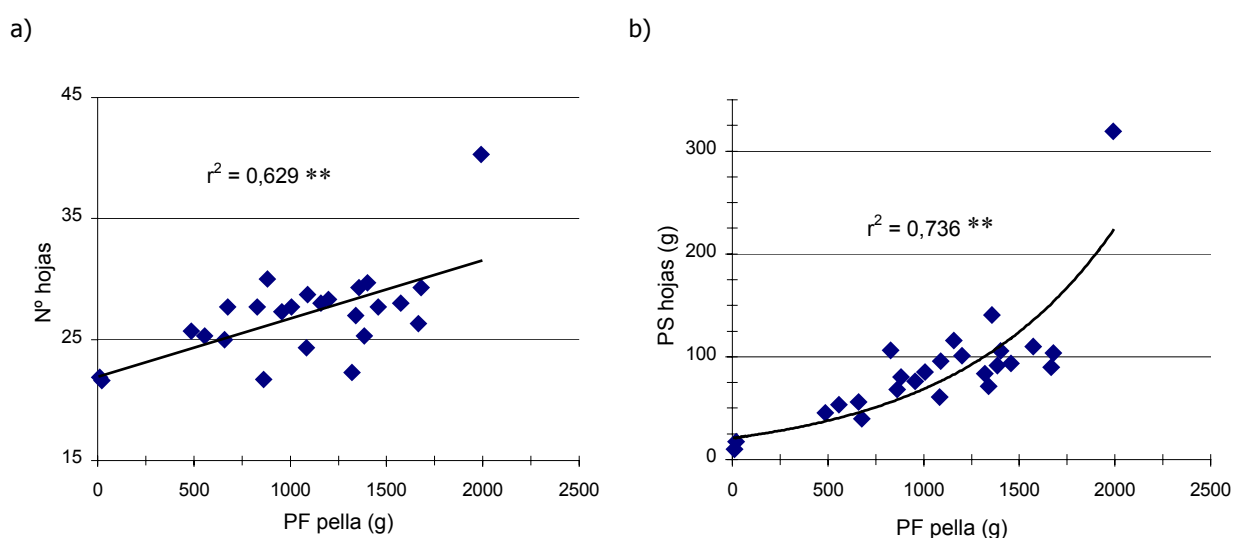 a)
45
35
25
15
Nº hojas
r² = 0,629 **
0 500 1000 1500 2000 2500
PF pella (g)
b)
300
200
100
0
PS hojas (g)
r² = 0,736 **
0 500 1000 1500 2000 2500
PF pella (g)